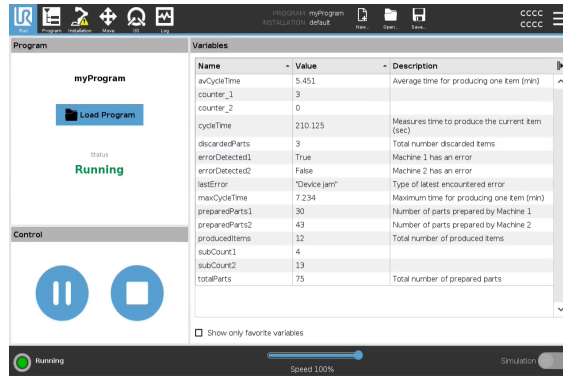 UR
Run Program Installation Move I/O Log
PROGRAM myProgram
INSTALLATION default
New... Open... Save...
CCCC
CCCC
Program
myProgram
Load Program
Status
Running
Control
Variables
Name Value Description
avCycleTime 5.451 Average time for producing one item (min)
counter_1 3
counter_2 0
cycleTime 210.125 Measures time to produce the current item
(sec)
discardedParts 3 Total number discarded items
errorDetected1 True Machine 1 has an error
errorDetected2 False Machine 2 has an error
lastError "Device jam" Type of latest encountered error
maxCycleTime 7.234 Maximum time for producing one item (min)
preparedParts1 30 Number of parts prepared by Machine 1
preparedParts2 43 Number of parts prepared by Machine 2
producedItems 12 Total number of produced items
subCount1 4
subCount2 13
totalParts 75 Total number of prepared parts
Show only favorite variables
Running
Speed 100%
Simulation